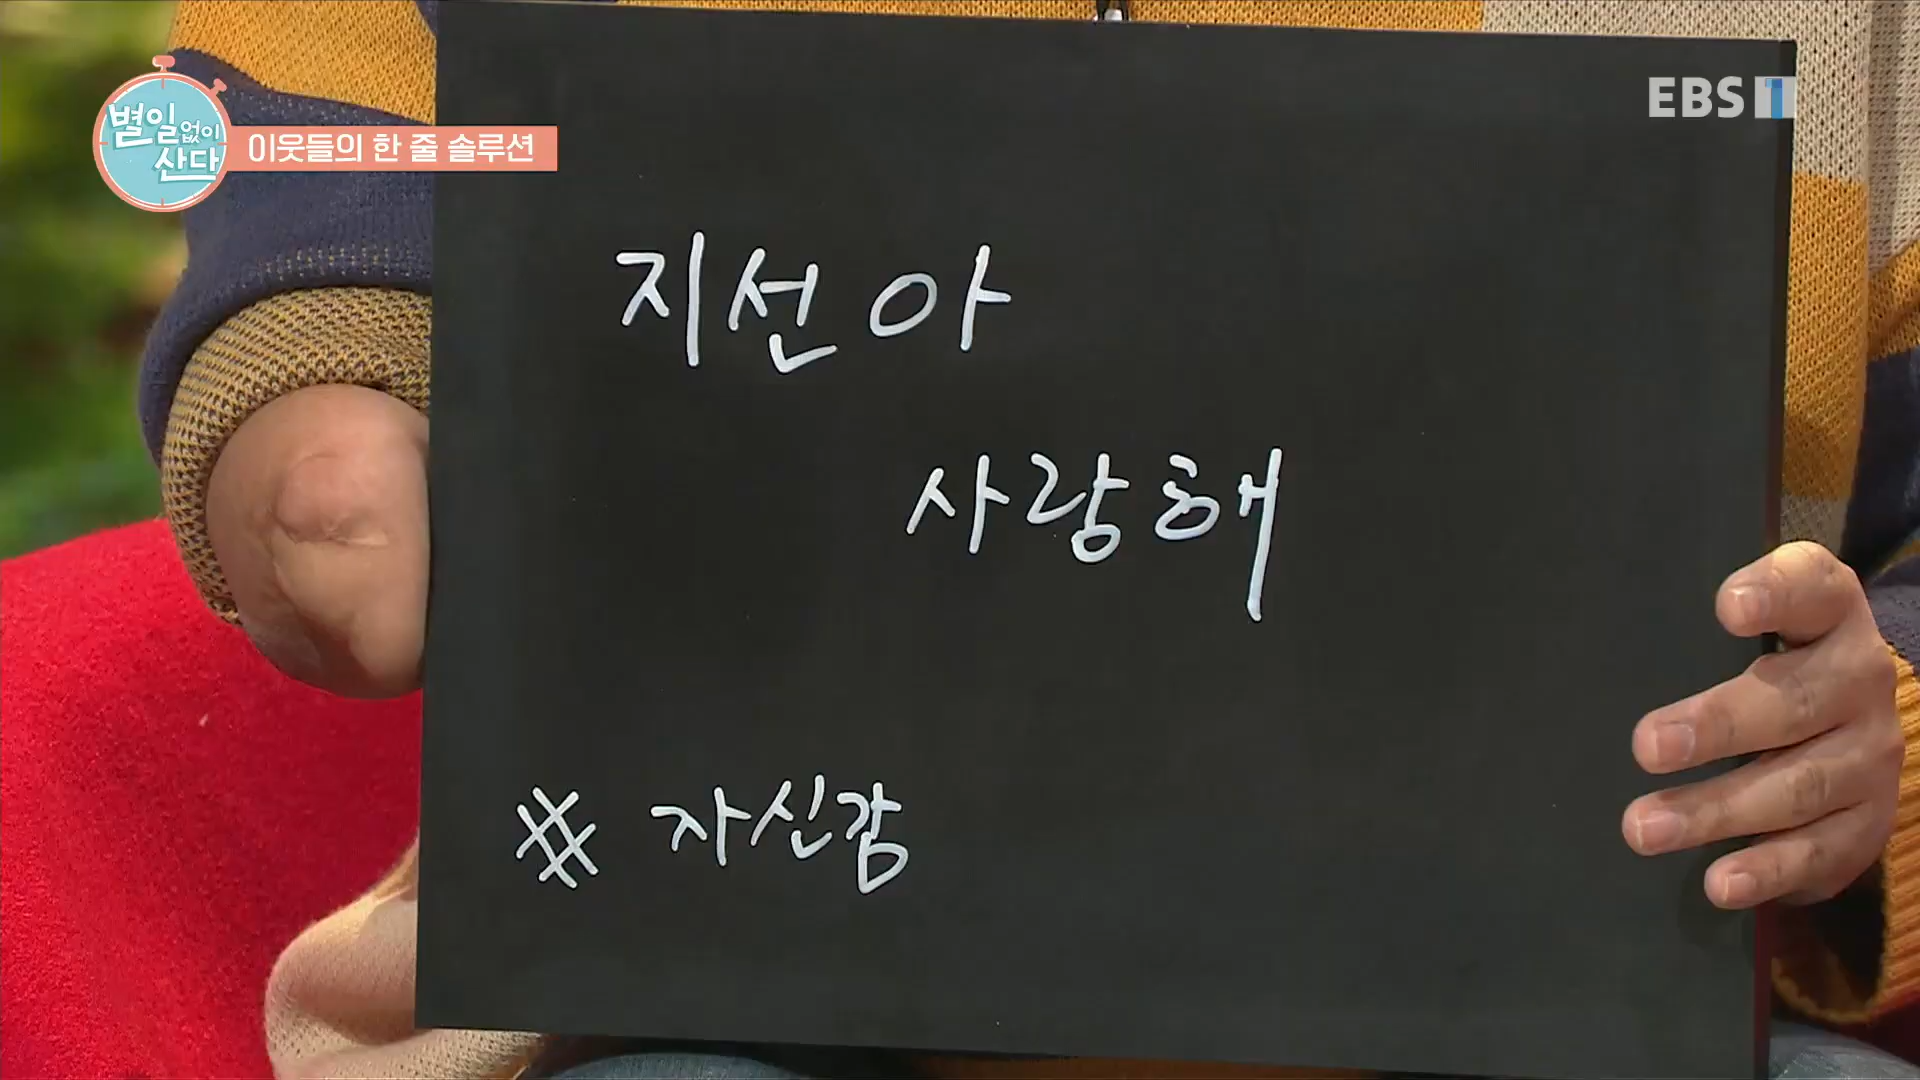 별일없이
산다
이웃들의 한 줄 솔루션
EBS 1
지선아
사랑해
# 자신감